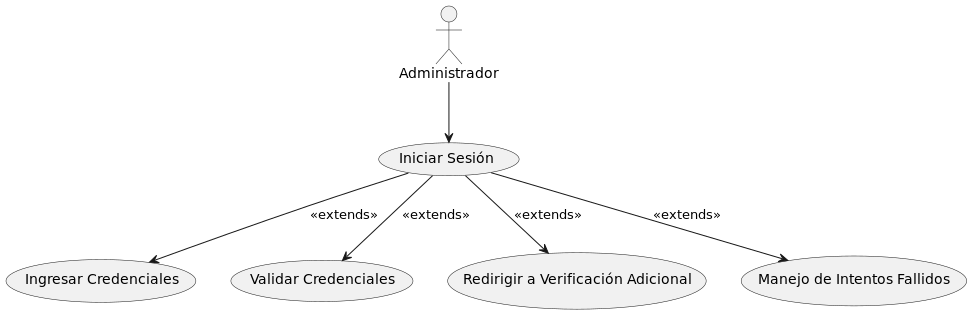 Administrador
Iniciar Sesión
«extends»
«extends»
«extends»
«extends»
Ingresar Credenciales
Validar Credenciales
Redirigir a Verificación Adicional
Manejo de Intentos Fallidos